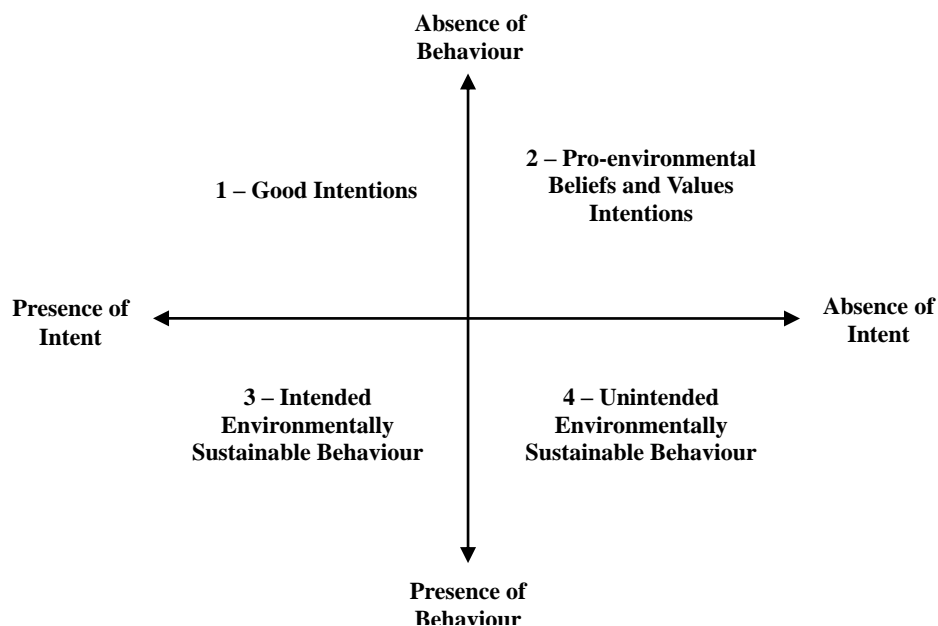 Absence of
Behaviour
2 – Pro-environmental
Beliefs and Values
Intentions
1 – Good Intentions
Presence of
Intent
Absence of
Intent
3 – Intended
Environmentally
Sustainable Behaviour
4 – Unintended
Environmentally
Sustainable Behaviour
Presence of
Behaviour